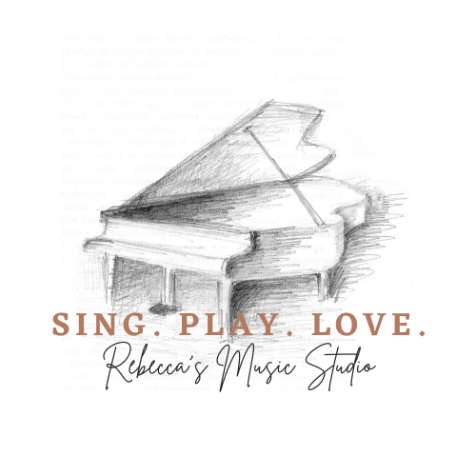 SING. PLAY. LOVE.
Rebecca's Music Studio